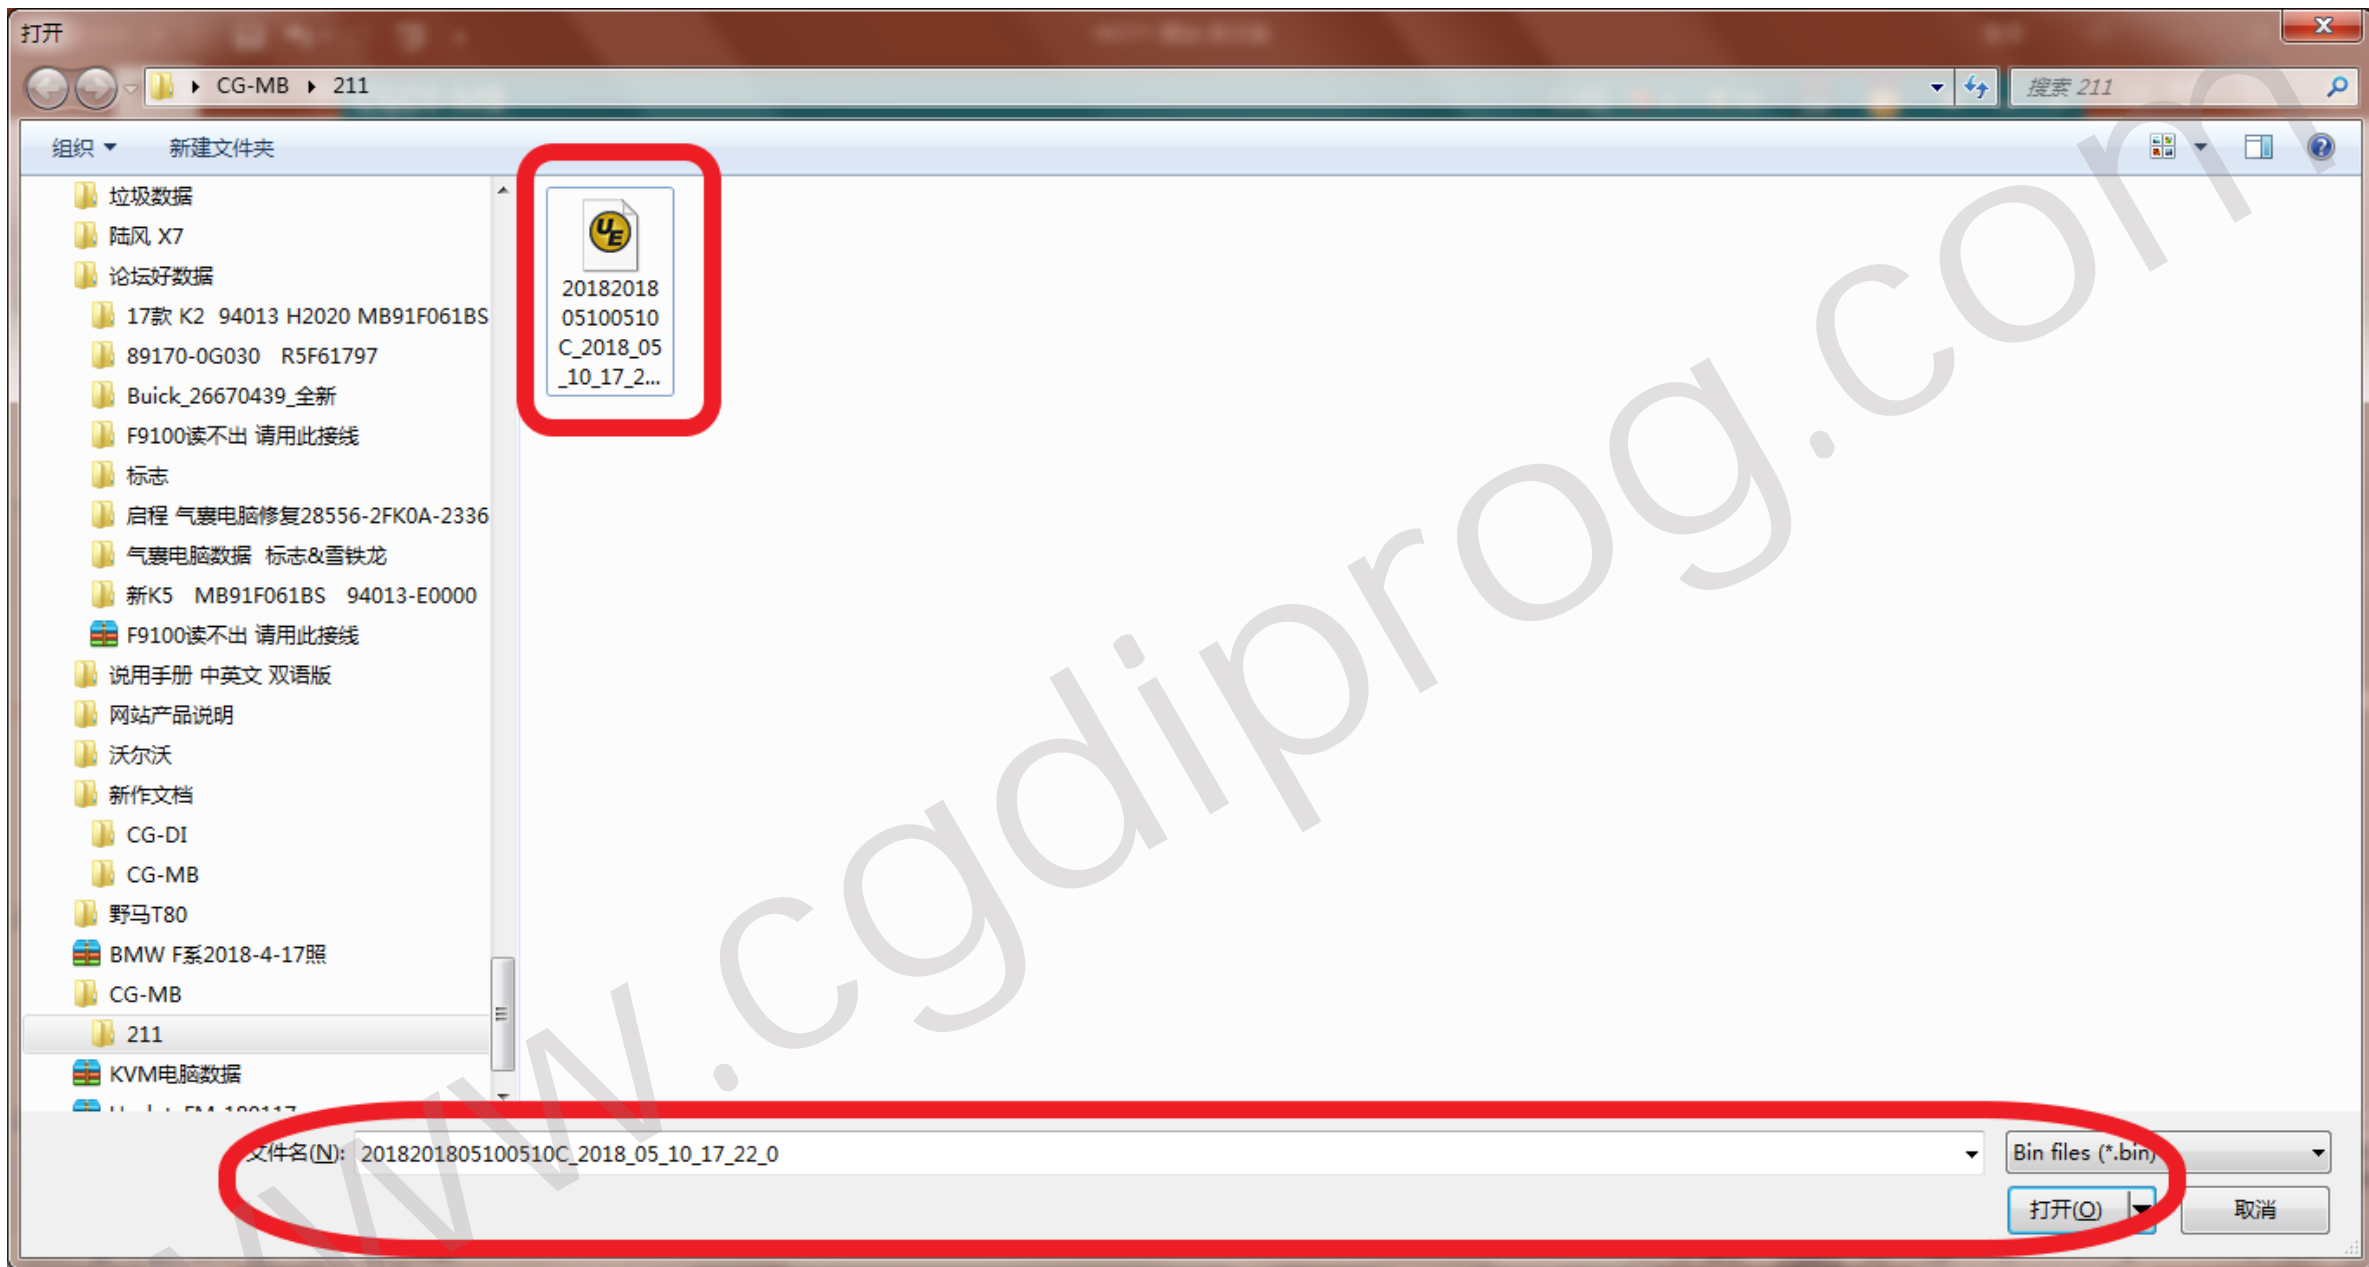 打开
CG-MB 211
搜索 211
组织 新建文件夹
垃圾数据
陆风 X7
论坛好数据
17款 K2 94013 H2020 MB91F061BS
89170-0G030 R5F61797
Buick_26670439_全新
F9100读不出 请用此接线
标志
启程 气囊电脑修复28556-2FK0A-2336
气囊电脑数据 标志&雪铁龙
新K5 MB91F061BS 94013-E0000
F9100读不出 请用此接线
说用手册 中英文 双语版
网站产品说明
沃尔沃
新作文档
CG-DI
CG-MB
野马T80
BMW F系2018-4-17照
CG-MB
211
KVM电脑数据
UE
20182018
05100510
C_2018_05
_10_17_2...
文件名(N): 2018201805100510C_2018_05_10_17_22_0
Bin files (*.bin)
打开(O) 取消
www.cgdiprog.com